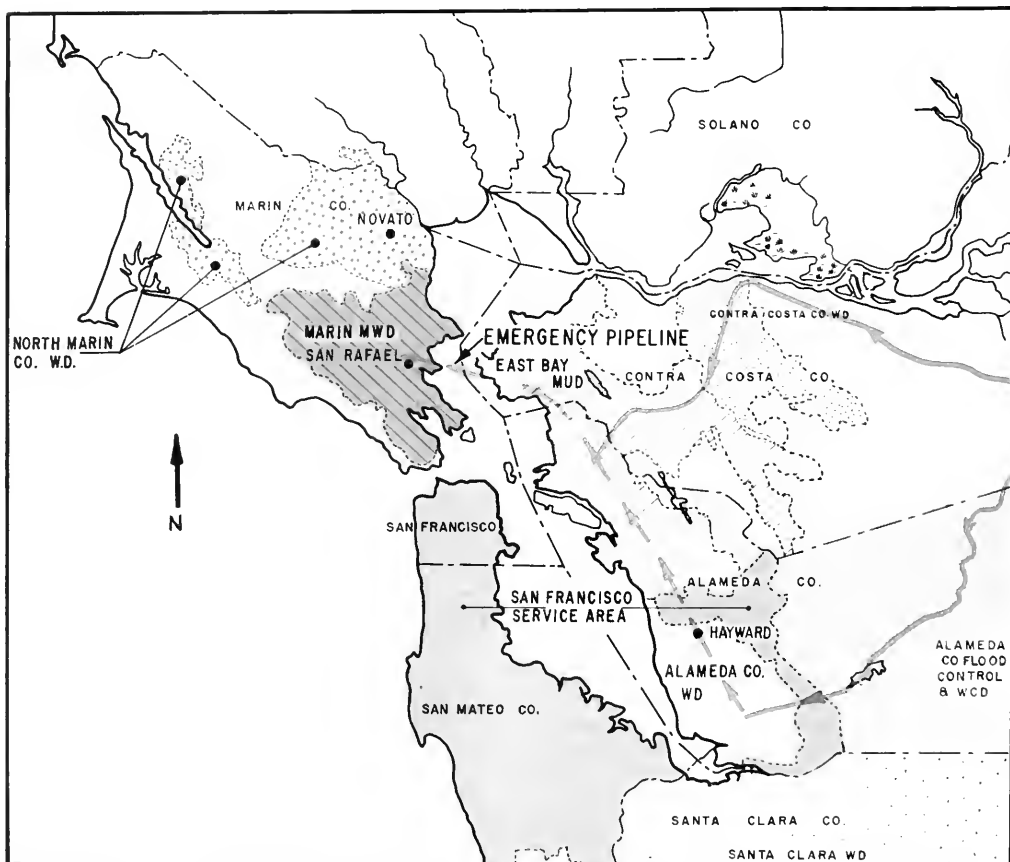 SOLANO CO
MARIN CO.
NOVATO
CONTRA COSTA CO. WD
NORTH MARIN
CO. W.D.
MARIN MWD
SAN RAFAEL
EMERGENCY PIPELINE
EAST BAY
MUD
CONTRA COSTA CO.
N
SAN FRANCISCO
ALAMEDA CO.
SAN FRANCISCO
SERVICE AREA
HAYWARD
ALAMEDA CO.
WD
ALAMEDA
CO FLOOD
CONTROL
& WCD
SAN MATEO CO.
SANTA CLARA CO.
SANTA CLARA WD